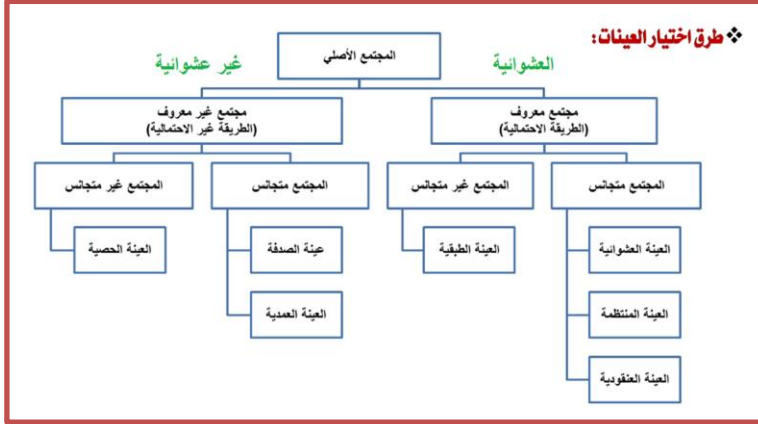 ❖ طرق اختيار العينات:
المجتمع الأصلي
العشوائية
غير عشوائية
مجتمع معروف
(الطريقة الاحتمالية)
مجتمع غير معروف
(الطريقة غير الاحتمالية)
المجتمع متجانس
المجتمع غير متجانس
المجتمع متجانس
المجتمع غير متجانس
العينة العشوائية
العينة الطبقية
عينة الصدفة
العينة الحصية
العينة المنتظمة
العينة العمدية
العينة العنقودية